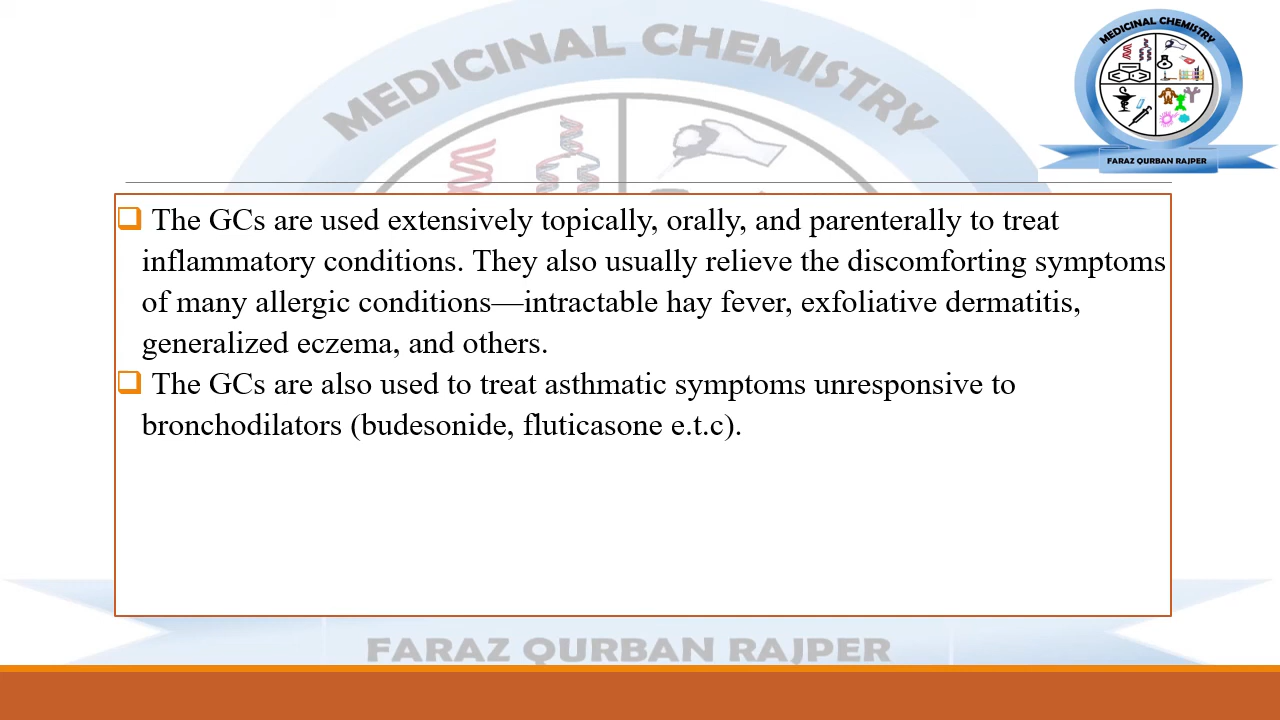 MEDICINAL CHEMISTRY
MEDICINAL CHEMISTRY
FARAZ QURBAN RAJPER
The GCs are used extensively topically, orally, and parenterally to treat
inflammatory conditions. They also usually relieve the discomforting symptoms
of many allergic conditions—intractable hay fever, exfoliative dermatitis,
generalized eczema, and others.
The GCs are also used to treat asthmatic symptoms unresponsive to
bronchodilators (budesonide, fluticasone e.t.c).
FARAZ QURBAN RAJPER